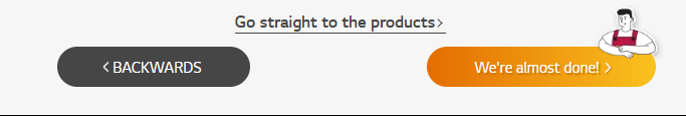 Go straight to the products>
< BACKWARDS
We're almost done! >